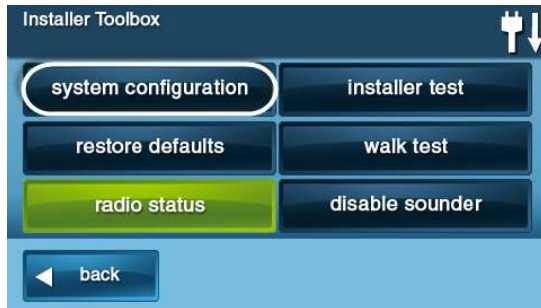 Installer Toolbox
system configuration
installer test
restore defaults
walk test
radio status
disable sounder
back